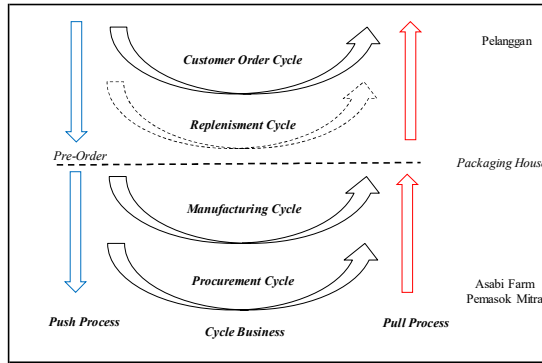 Pelanggan
Customer Order Cycle
Replenisment Cycle
Pre-Order
Packaging House
Manufacturing Cycle
Procurement Cycle
Asabi Farm
Pemasok Mitra
Push Process
Cycle Business
Pull Process